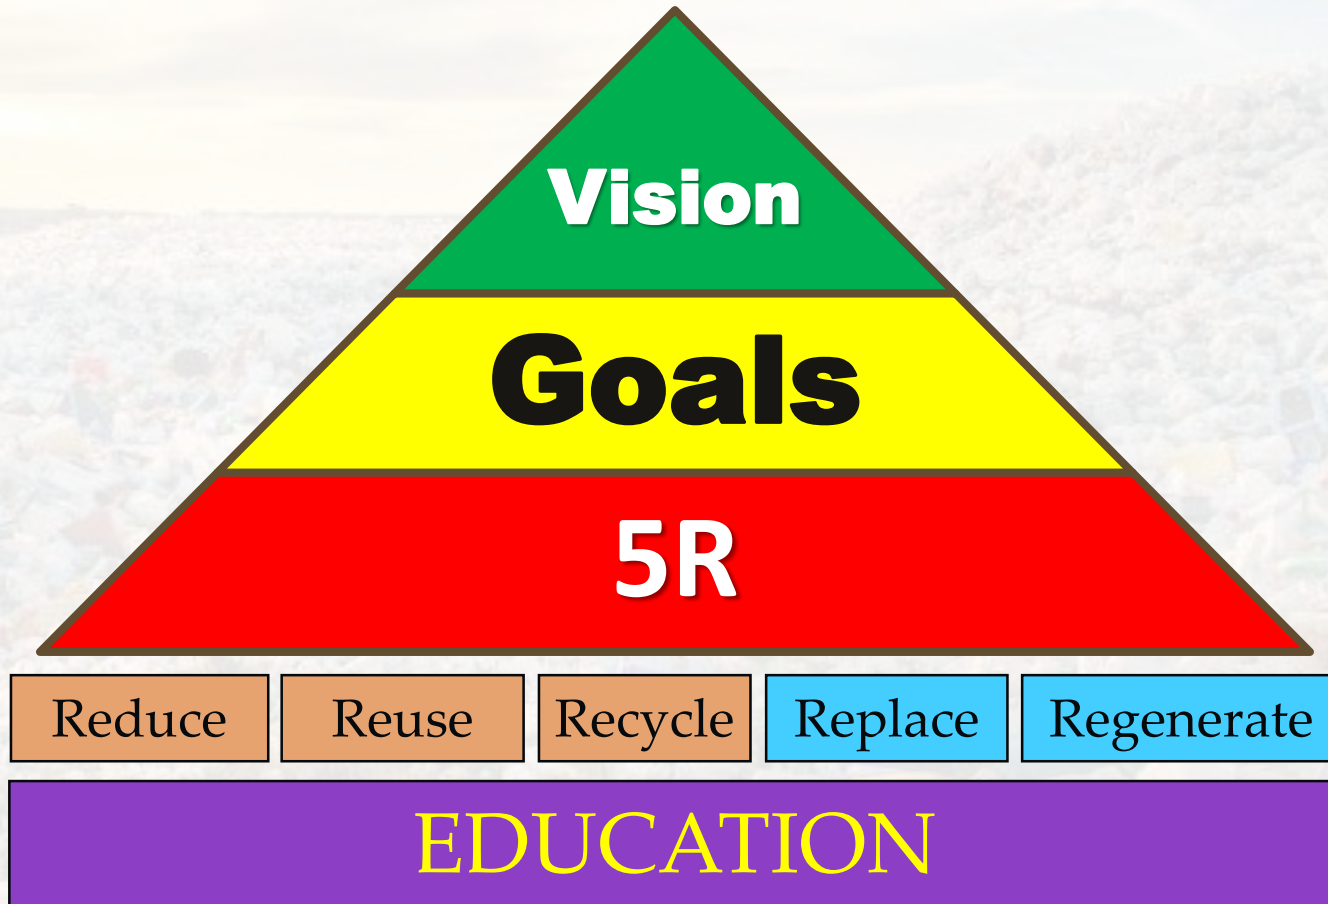 Vision
Goals
5R
Reduce Reuse Recycle Replace Regenerate
EDUCATION